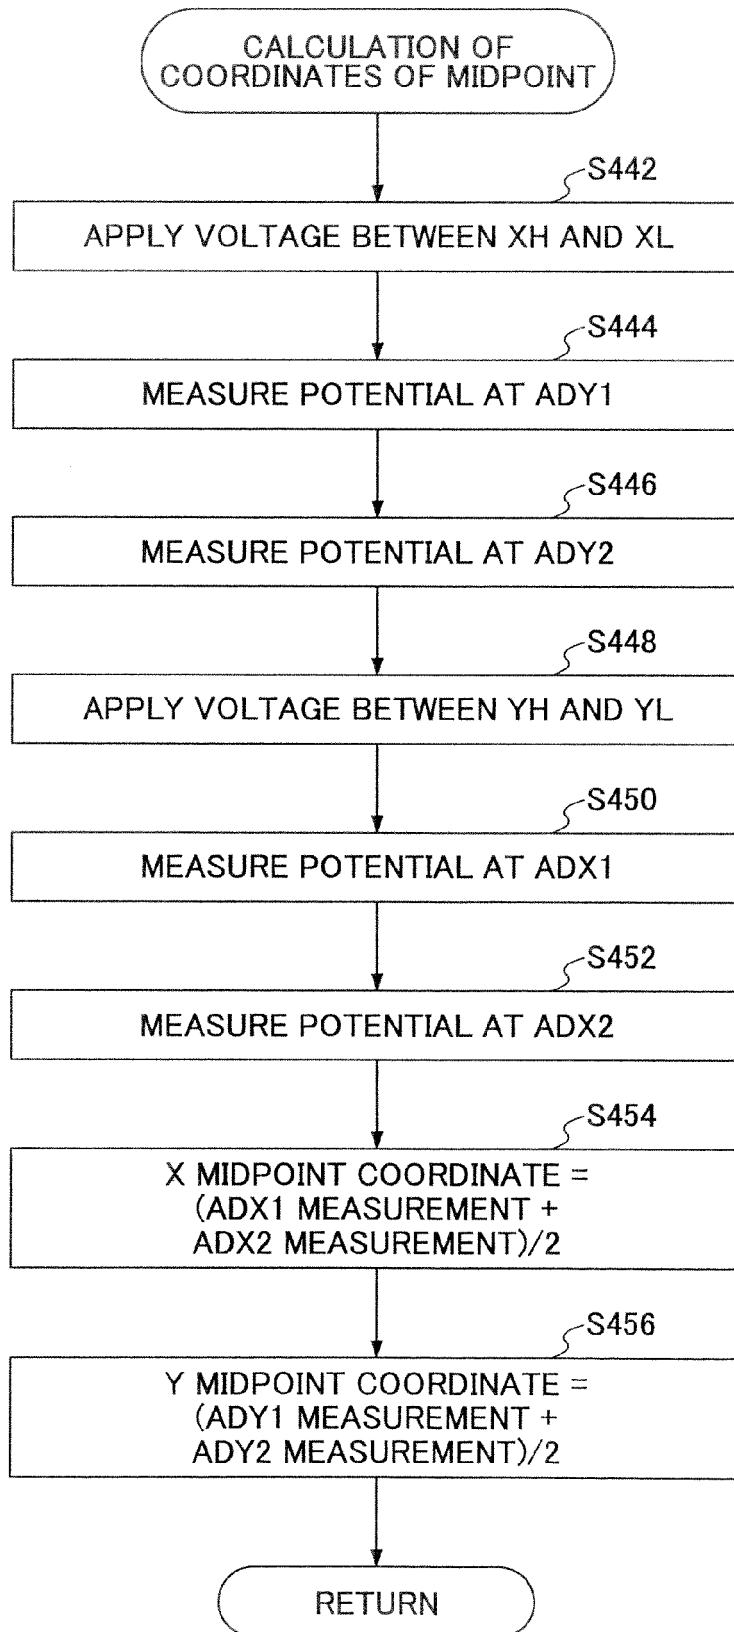 CALCULATION OF
COORDINATES OF MIDPOINT
S442
APPLY VOLTAGE BETWEEN XH AND XL
S444
MEASURE POTENTIAL AT ADY1
S446
MEASURE POTENTIAL AT ADY2
S448
APPLY VOLTAGE BETWEEN YH AND YL
S450
MEASURE POTENTIAL AT ADX1
S452
MEASURE POTENTIAL AT ADX2
S454
X MIDPOINT COORDINATE =
(ADX1 MEASUREMENT +
ADX2 MEASUREMENT)/2
S456
Y MIDPOINT COORDINATE =
(ADY1 MEASUREMENT +
ADY2 MEASUREMENT)/2
RETURN